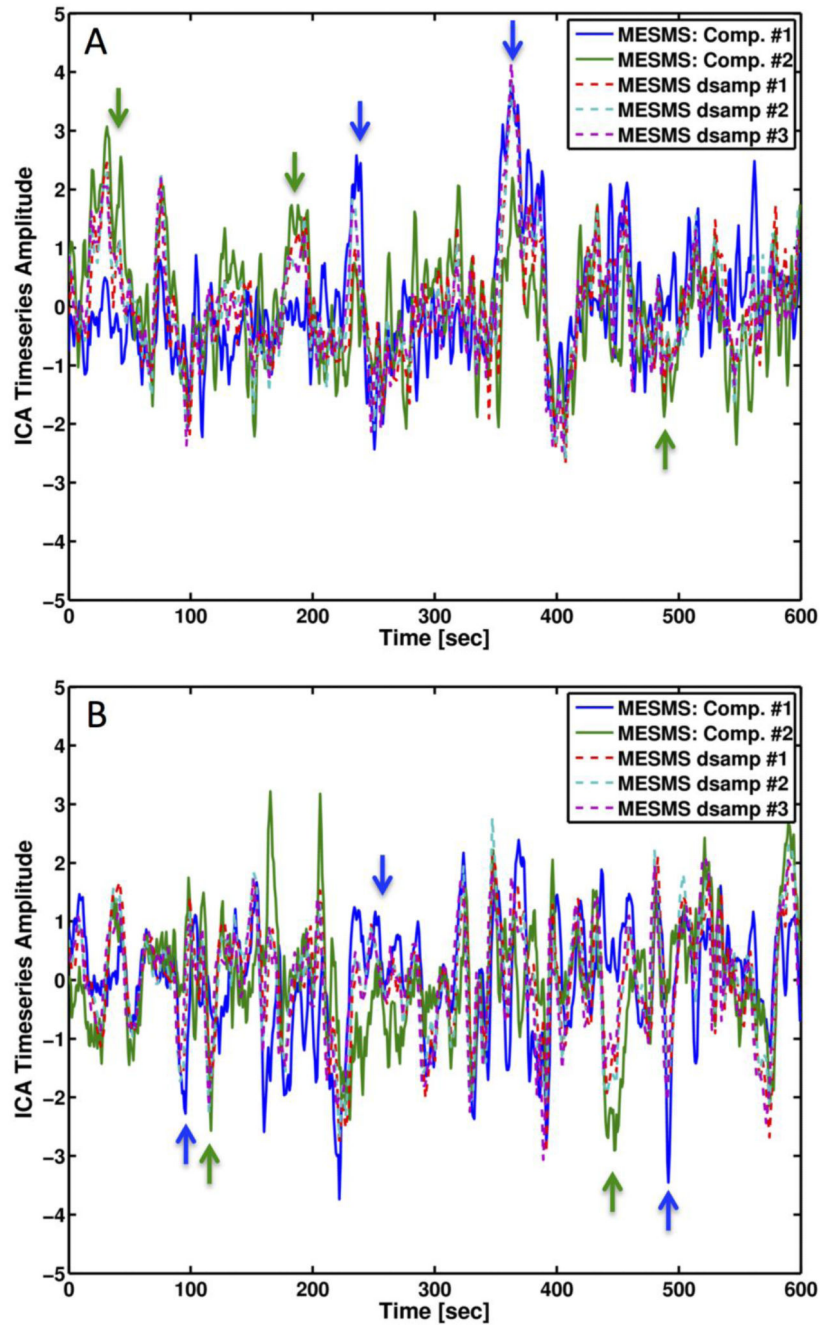 A
MESMS: Comp. #1
MESMS: Comp. #2
MESMS dsamp #1
MESMS dsamp #2
MESMS dsamp #3
ICA Timeseries Amplitude
5
4
3
2
1
0
−1
−2
−3
−4
−5
0 100 200 300 400 500 600
Time [sec]
B
MESMS: Comp. #1
MESMS: Comp. #2
MESMS dsamp #1
MESMS dsamp #2
MESMS dsamp #3
ICA Timeseries Amplitude
5
4
3
2
1
0
−1
−2
−3
−4
−5
0 100 200 300 400 500 600
Time [sec]